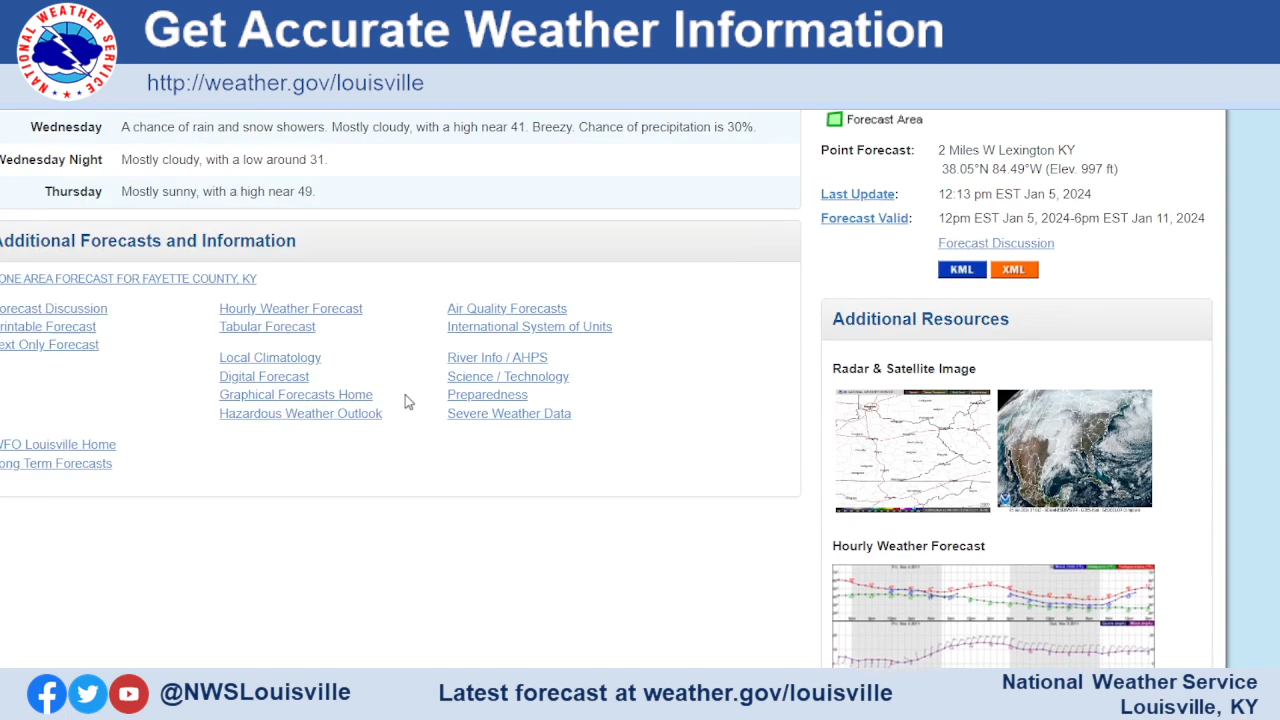 Get Accurate Weather Information
NATIONAL WEATHER SERVICE
http://weather.gov/louisville
Wednesday A chance of rain and snow showers. Mostly cloudy, with a high near 41. Breezy. Chance of precipitation is 30%.
Wednesday Night Mostly cloudy, with a low around 31.
Thursday Mostly sunny, with a high near 49.
Additional Forecasts and Information
ONE AREA FORECAST FOR FAYETTE COUNTY, KY
orecast Discussion Hourly Weather Forecast Air Quality Forecasts
rintable Forecast Tabular Forecast International System of Units
ext Only Forecast
Local Climatology River Info / AHPS
Digital Forecast Science / Technology
Graphical Forecasts Home Preparedness
Hazardous Weather Outlook Severe Weather Data
WFO Louisville Home
ong Term Forecasts
Forecast Area
Point Forecast: 2 Miles W Lexington KY
38.05°N 84.49°W (Elev. 997 ft)
Last Update: 12:13 pm EST Jan 5, 2024
Forecast Valid: 12pm EST Jan 5, 2024-6pm EST Jan 11, 2024
Forecast Discussion
KML XML
Additional Resources
Radar & Satellite Image
Hourly Weather Forecast
@NWSLouisville
Latest forecast at weather.gov/louisville
National Weather Service
Louisville, KY